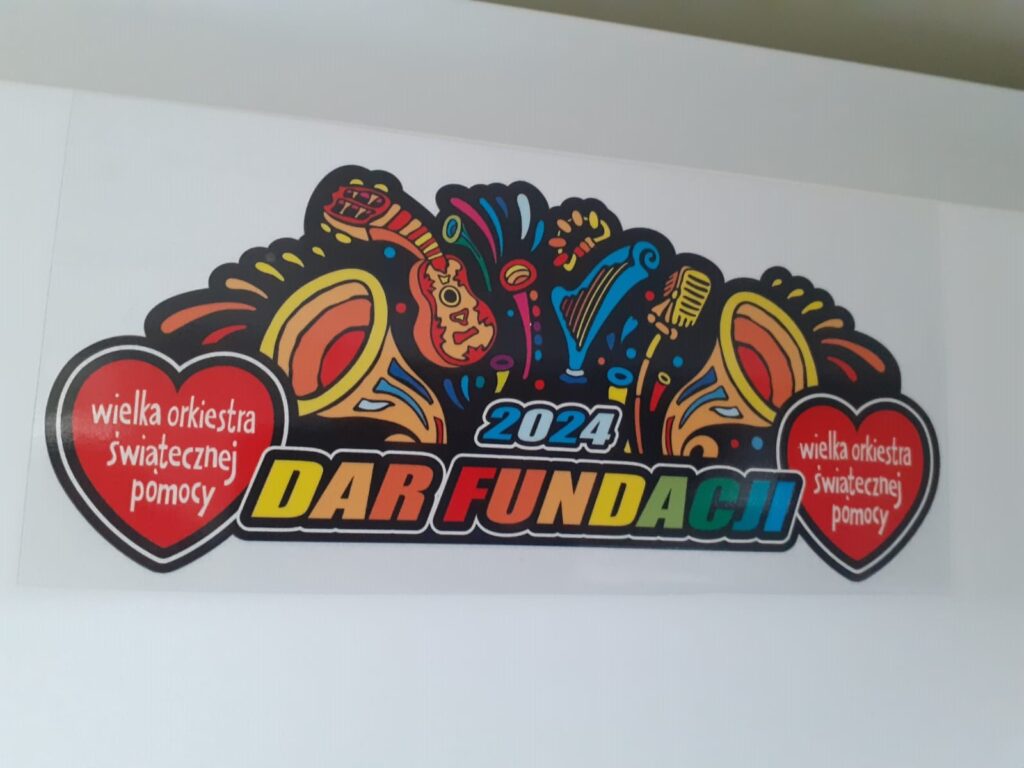 2024
wielka orkiestra
świątecznej
pomocy
DAR FUNDACJI
wielka orkiestra
świątecznej
pomocy